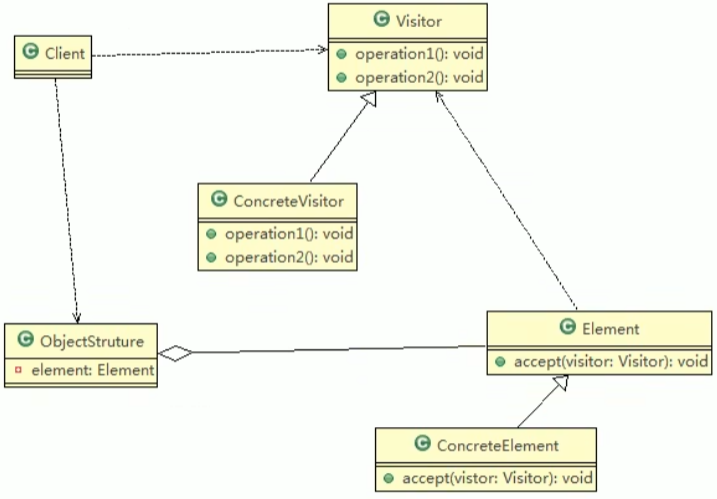 Visitor
operation1(): void
operation2(): void
Client
ConcreteVisitor
operation1(): void
operation2(): void
ObjectStruture
element: Element
Element
accept(visitor: Visitor): void
ConcreteElement
accept(vistor: Visitor): void